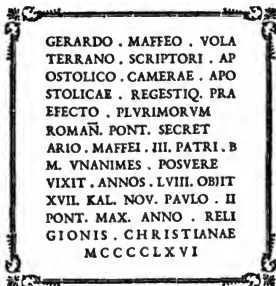 GERARDO . MAFFEO . VOLA
TERRANO . SCRIPTORI . AP
OSTOLICO . CAMERAE . APO
STOLICAE . REGESTIQ. PRA
EFECTO . PLVRIMORVM
ROMAÑ. PONT. SECRET
ARIO . MAFFEI . III. PATRI . B
M. VNANIMES . POSVERE
VIXIT . ANNOS . LVIII. OBIIT
XVII. KAL. NOV. PAVLO . II
PONT. MAX. ANNO . RELI
GIONIS . CHRISTIANAE
MCCCCLXVI